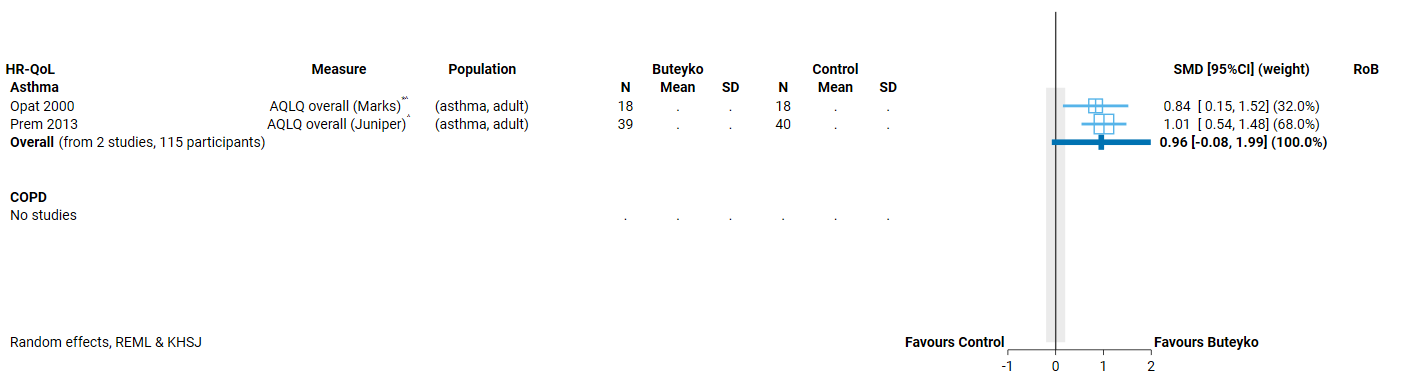 HR-QoL Measure Population Buteyko Control SMD [95%CI] (weight) RoB
Asthma N Mean SD N Mean SD
Opat 2000 AQLQ overall (Marks)*^ (asthma, adult) 18 . . 18 . . 0.84 [ 0.15, 1.52] (32.0%)
Prem 2013 AQLQ overall (Juniper)^ (asthma, adult) 39 . . 40 . . 1.01 [ 0.54, 1.48] (68.0%)
Overall (from 2 studies, 115 participants) 0.96 [-0.08, 1.99] (100.0%)
COPD
No studies . . . . . .
Random effects, REML & KHSJ Favours Control Favours Buteyko
-1 0 1 2